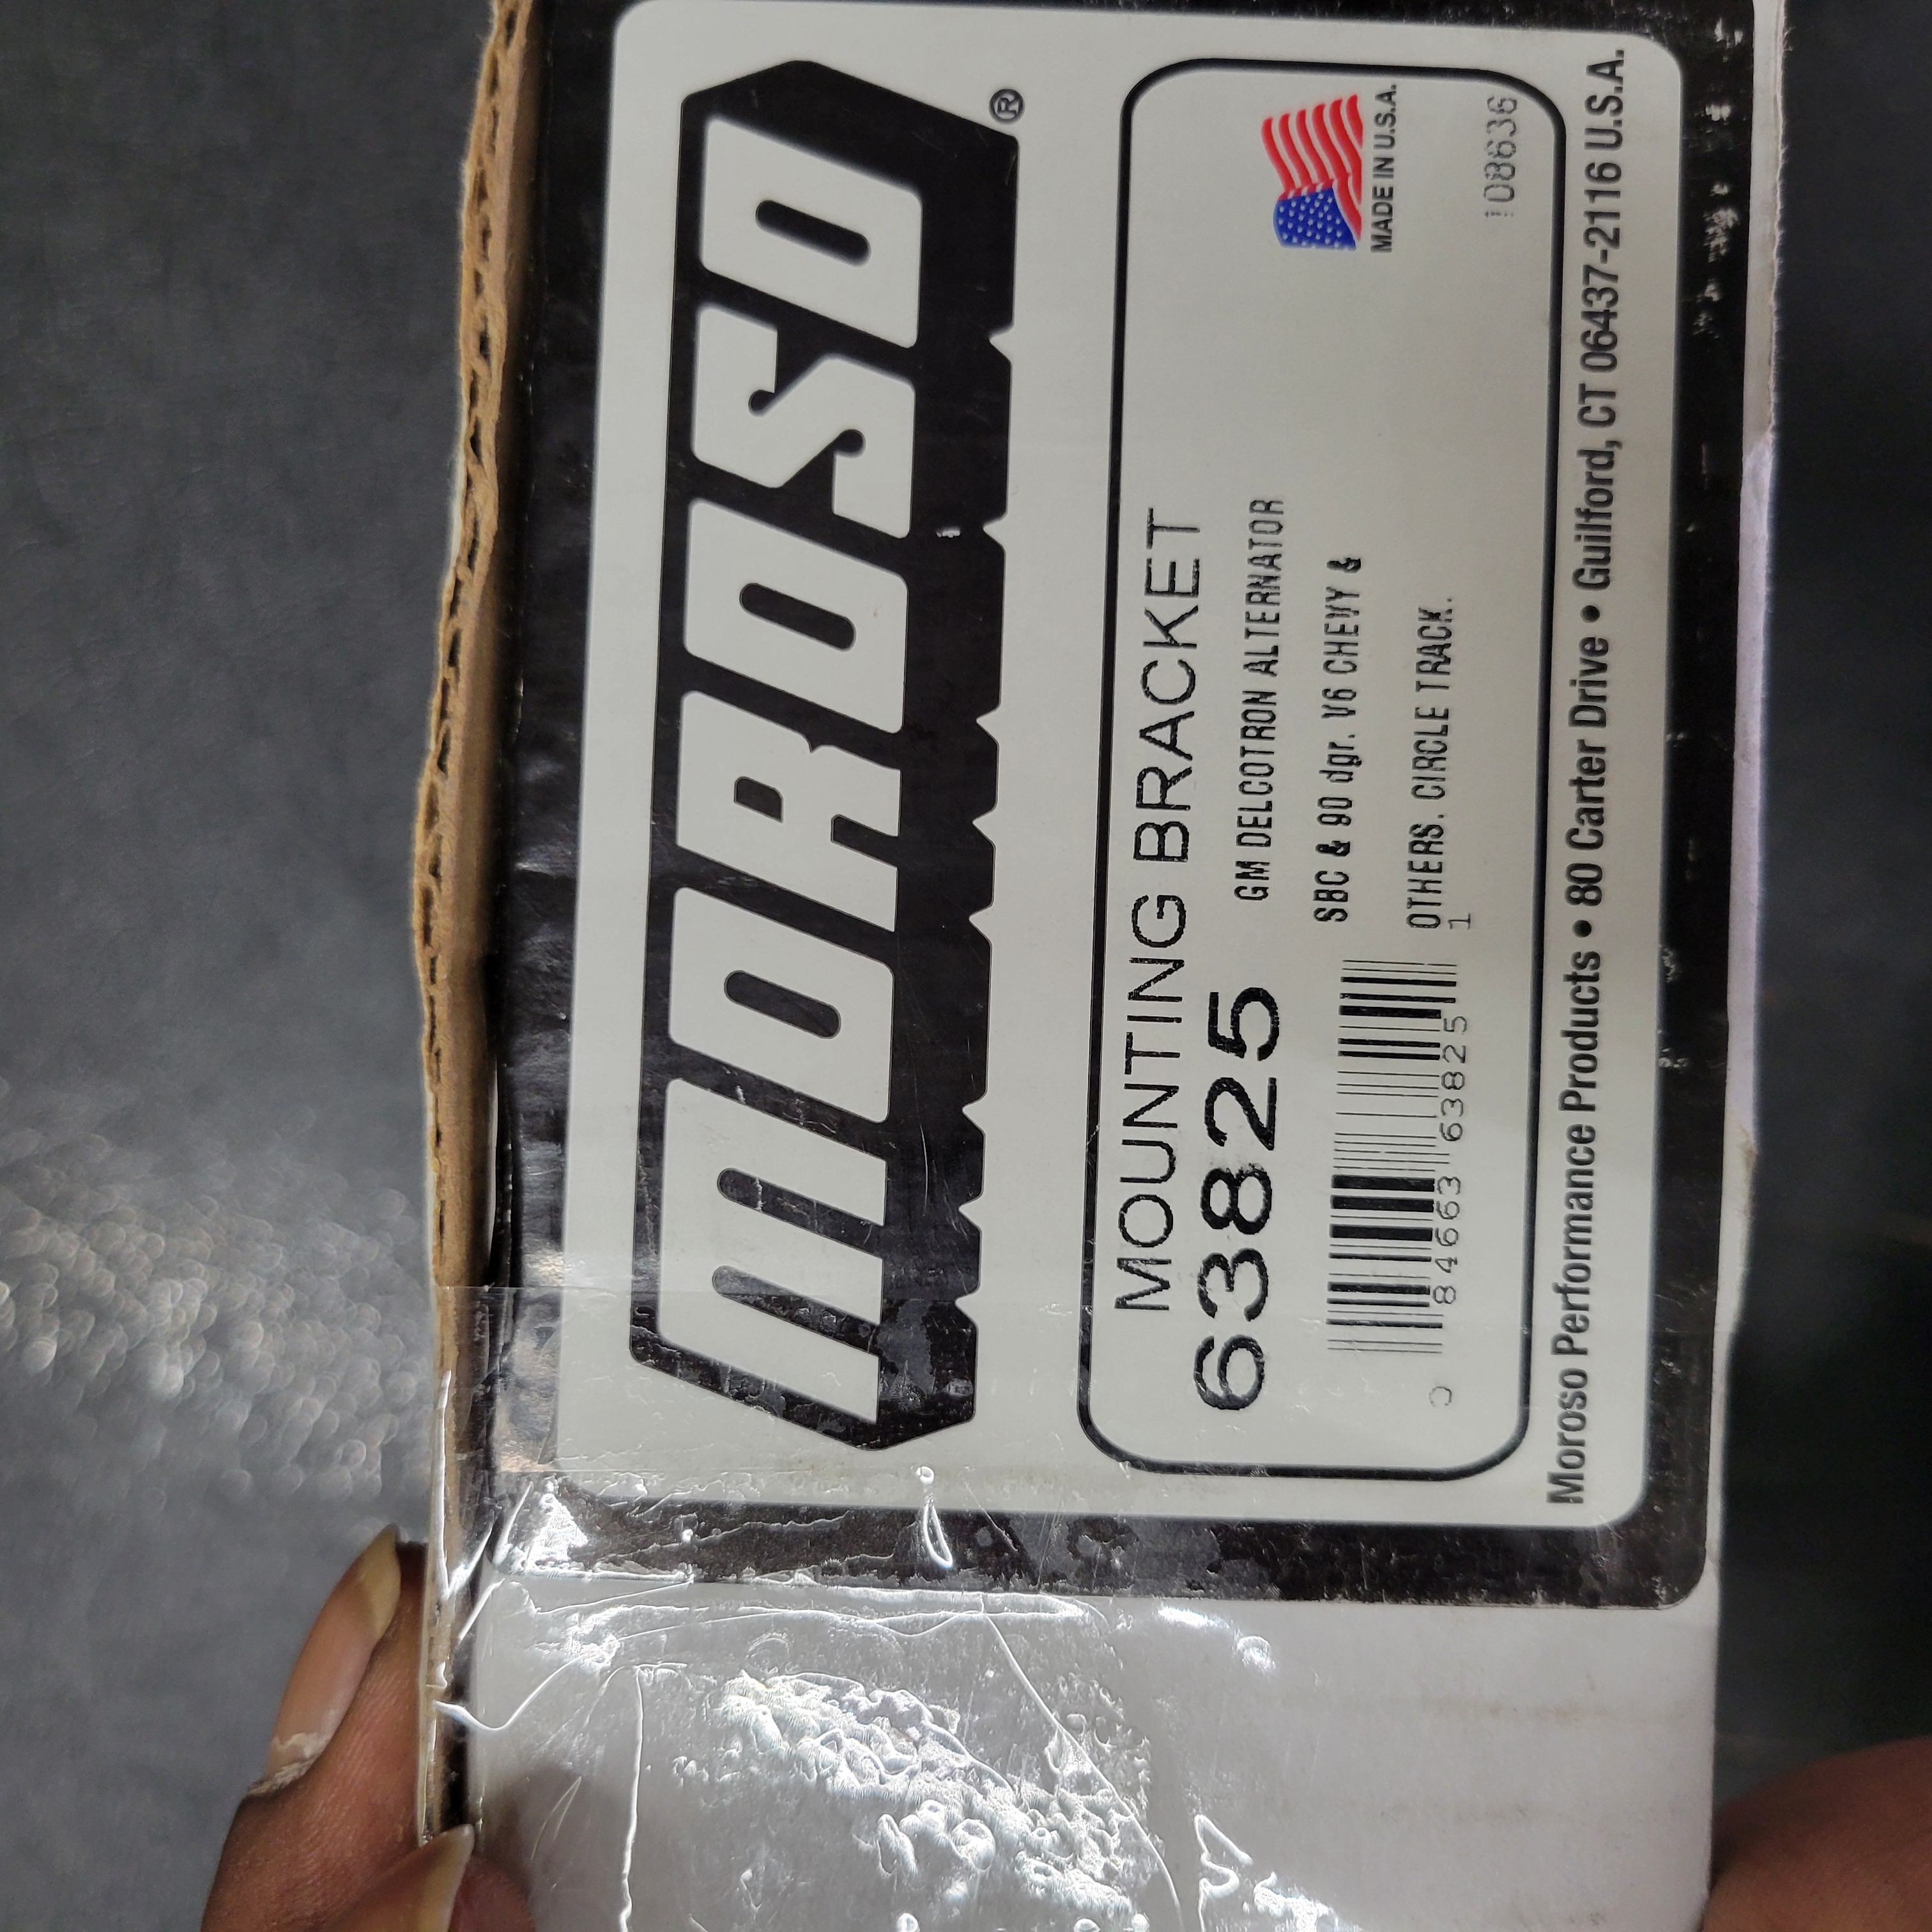 MOROSO®
MOUNTING BRACKET
63825
GM DELCOTRON ALTERNATOR
SBC & 90 dgr. V6 CHEVY &
OTHERS. CIRCLE TRACK.
1
0 84663 63825 1
MADE IN U.S.A.
108636
Moroso Performance Products • 80 Carter Drive • Guilford, CT 06437-2116 U.S.A.